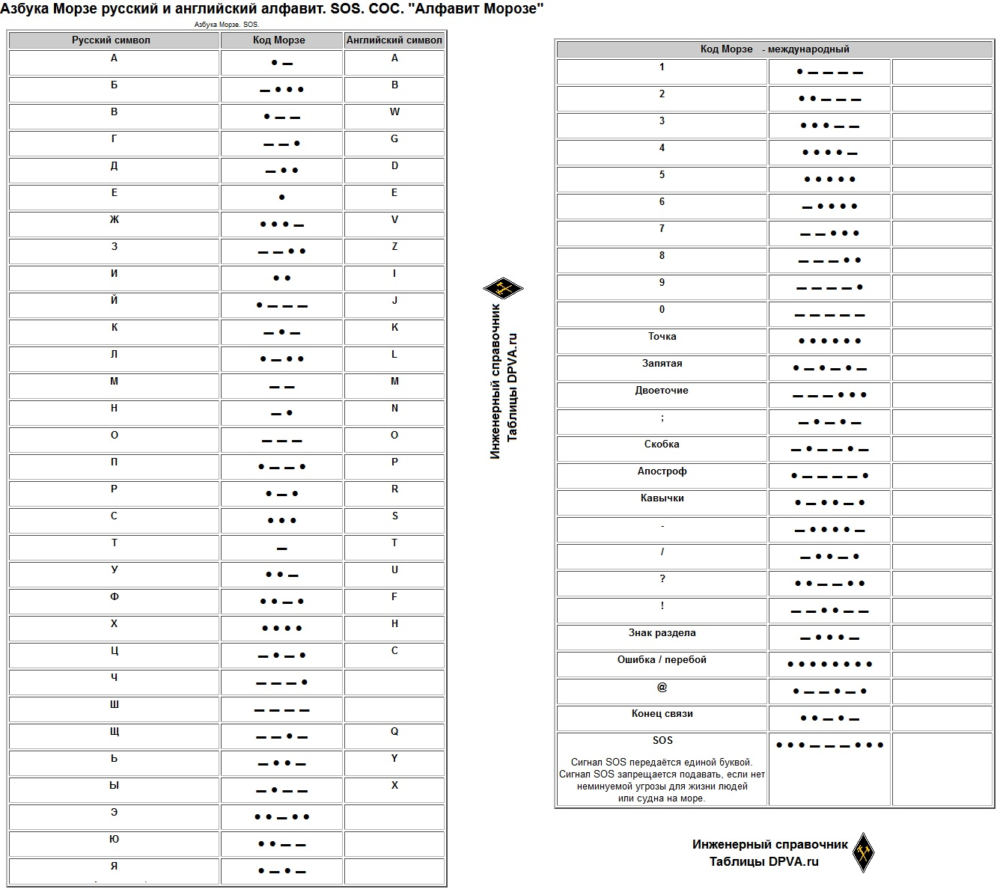 Азбука Морзе русский и английский алфавит. SOS. СОС. "Алфавит Морозе"
Азбука Морзе. SOS.
Русский символ Код Морзе Английский символ
А ● ▬ A
Б ▬ ● ● ● B
В ● ▬ ▬ W
Г ▬ ▬ ● G
Д ▬ ● ● D
Е ● E
Ж ● ● ● ▬ V
З ▬ ▬ ● ● Z
И ● ● I
Й ● ▬ ▬ ▬ J
К ▬ ● ▬ K
Л ● ▬ ● ● L
М ▬ ▬ M
Н ▬ ● N
О ▬ ▬ ▬ O
П ● ▬ ▬ ● P
Р ● ▬ ● R
С ● ● ● S
Т ▬ T
У ● ● ▬ U
Ф ● ● ▬ ● F
Х ● ● ● ● H
Ц ▬ ● ▬ ● C
Ч ▬ ▬ ▬ ●
Ш ▬ ▬ ▬ ▬
Щ ▬ ▬ ● ▬ Q
Ь ▬ ● ● ▬ Y
Ы ▬ ● ▬ ▬ X
Э ● ● ▬ ● ●
Ю ● ● ▬ ▬
Я ● ▬ ● ▬
Инженерный справочник
Таблицы DPVA.ru
Код Морзе - международный
1 ● ▬ ▬ ▬ ▬
2 ● ● ▬ ▬ ▬
3 ● ● ● ▬ ▬
4 ● ● ● ● ▬
5 ● ● ● ● ●
6 ▬ ● ● ● ●
7 ▬ ▬ ● ● ●
8 ▬ ▬ ▬ ● ●
9 ▬ ▬ ▬ ▬ ●
0 ▬ ▬ ▬ ▬ ▬
Точка ● ● ● ● ● ●
Запятая ● ▬ ● ▬ ● ▬
Двоеточие ▬ ▬ ▬ ● ● ●
; ▬ ● ▬ ● ▬
Скобка ▬ ● ▬ ▬ ● ▬
Апостроф ● ▬ ▬ ▬ ▬ ●
Кавычки ● ▬ ● ● ▬ ●
- ▬ ● ● ● ● ▬
/ ▬ ● ● ▬ ●
? ● ● ▬ ▬ ● ●
! ▬ ▬ ● ● ▬ ▬
Знак раздела ▬ ● ● ● ▬
Ошибка / перебой ● ● ● ● ● ● ● ●
@ ● ▬ ▬ ● ▬ ●
Конец связи ● ● ▬ ● ▬
SOS ● ● ● ▬ ▬ ▬ ● ● ●
Сигнал SOS передаётся единой буквой.
Сигнал SOS запрещается подавать, если нет
неминуемой угрозы для жизни людей
или судна на море.
Инженерный справочник
Таблицы DPVA.ru